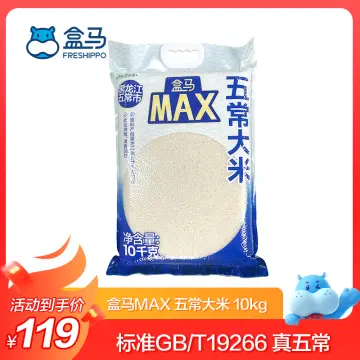 盒马
FRESHIPPO
盒马
MAX
黑龙江
五常市
五常大米
净含量:
10千克
活动到手价
盒马MAX 五常大米 10kg
¥119
标准GB/T19266 真五常